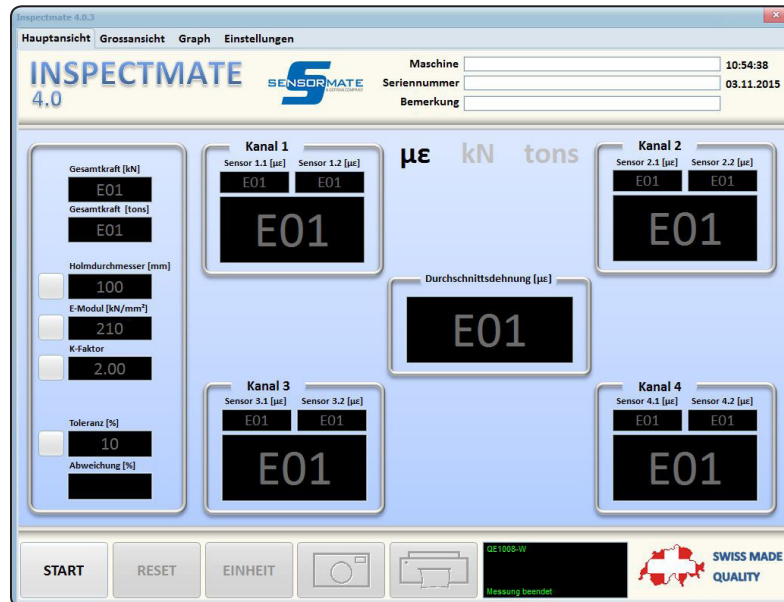 Inspectmate 4.0.3
Hauptansicht Grossansicht Graph Einstellungen
INSPECTMATE
4.0
SENSORMATE
A GEFRAN COMPANY
Maschine
10:54:38
Seriennummer
03.11.2015
Bemerkung
Gesamtkraft [kN]
E01
Gesamtkraft [tons]
E01
Holmdurchmesser [mm]
100
E-Modul [kN/mm²]
210
K-Faktor
2.00
Toleranz [%]
10
Abweichung [%]
Kanal 1
Sensor 1.1 [µε] Sensor 1.2 [µε]
E01 E01
E01
µε kN tons
Kanal 2
Sensor 2.1 [µε] Sensor 2.2 [µε]
E01 E01
E01
Durchschnittsdehnung [µε]
E01
Kanal 3
Sensor 3.1 [µε] Sensor 3.2 [µε]
E01 E01
E01
Kanal 4
Sensor 4.1 [µε] Sensor 4.2 [µε]
E01 E01
E01
START RESET EINHEIT
QE1008-W
Messung beendet
SWISS MADE
QUALITY